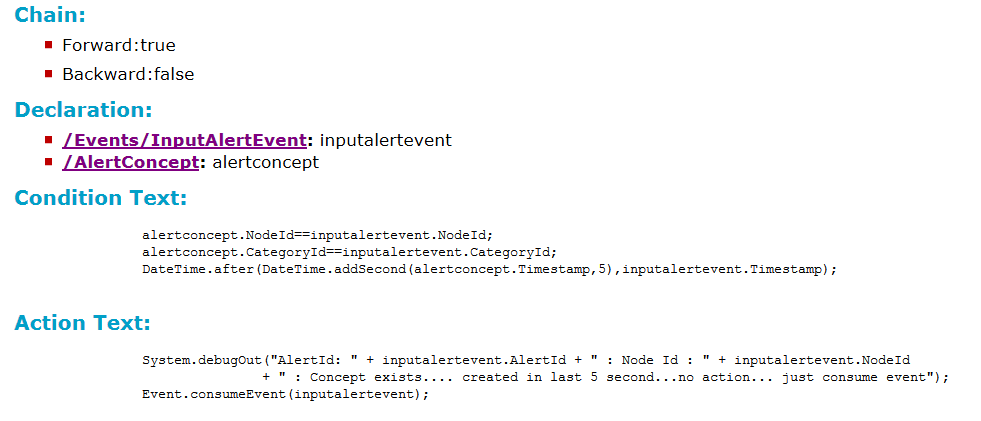 Chain:
Forward:true
Backward:false
Declaration:
/Events/InputAlertEvent: inputalertevent
/AlertConcept: alertconcept
Condition Text:
alertconcept.NodeId==inputalertevent.NodeId;
alertconcept.CategoryId==inputalertevent.CategoryId;
DateTime.after(DateTime.addSecond(alertconcept.Timestamp,5),inputalertevent.Timestamp);
Action Text:
System.debugOut("AlertId: " + inputalertevent.AlertId + " : Node Id : " + inputalertevent.NodeId
+ " : Concept exists.... created in last 5 second...no action... just consume event");
Event.consumeEvent(inputalertevent);